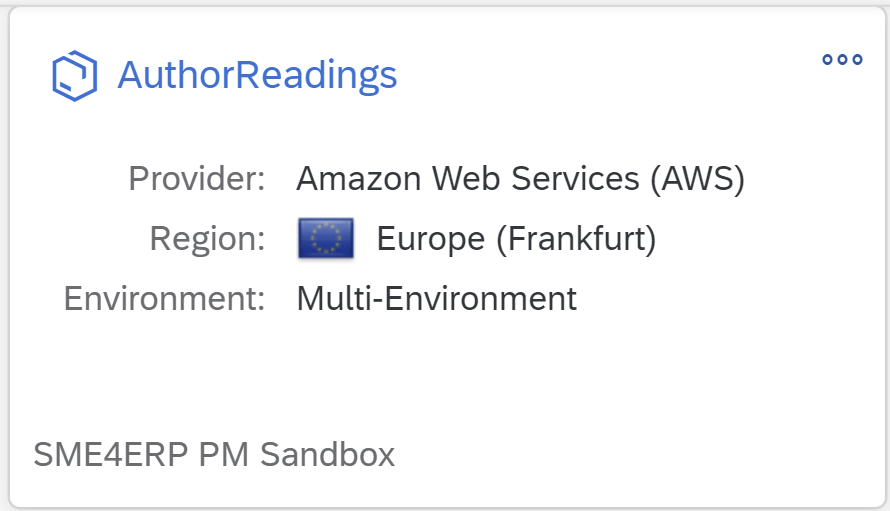 AuthorReadings
Provider: Amazon Web Services (AWS)
Region: Europe (Frankfurt)
Environment: Multi-Environment
SME4ERP PM Sandbox